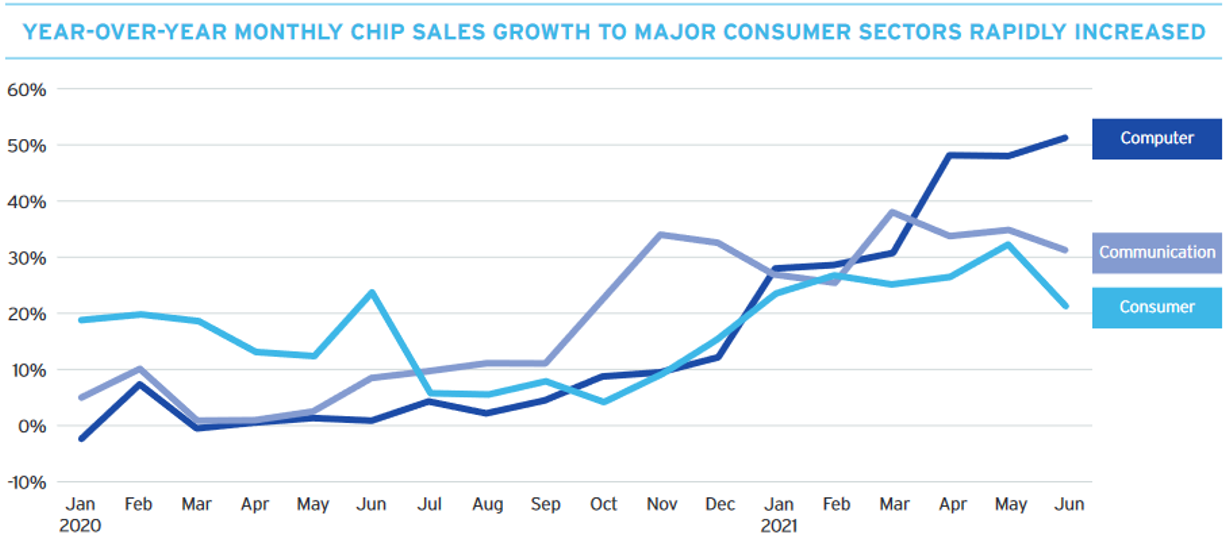 YEAR-OVER-YEAR MONTHLY CHIP SALES GROWTH TO MAJOR CONSUMER SECTORS RAPIDLY INCREASED
60%
50%
40%
30%
20%
10%
0%
-10%
Computer
Communication
Consumer
Jan Feb Mar Apr May Jun Jul Aug Sep Oct Nov Dec Jan Feb Mar Apr May Jun
2020 2021